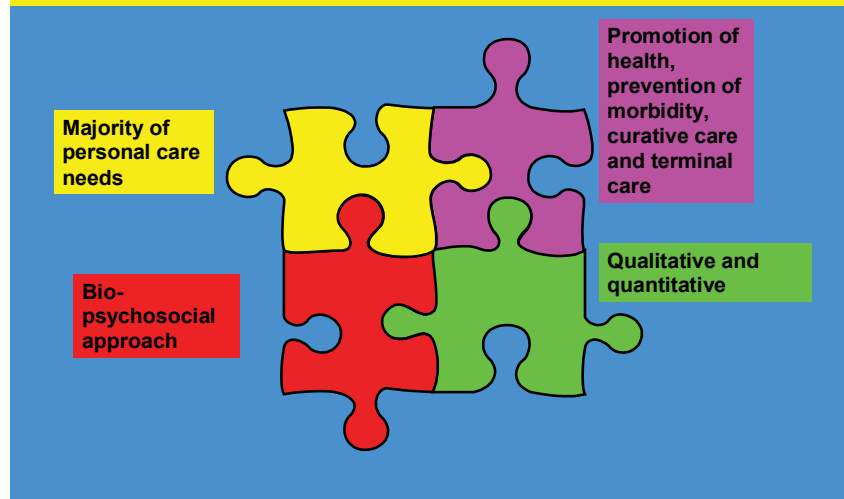 Majority of
personal care
needs
Promotion of
health,
prevention of
morbidity,
curative care
and terminal
care
Bio-
psychosocial
approach
Qualitative and
quantitative